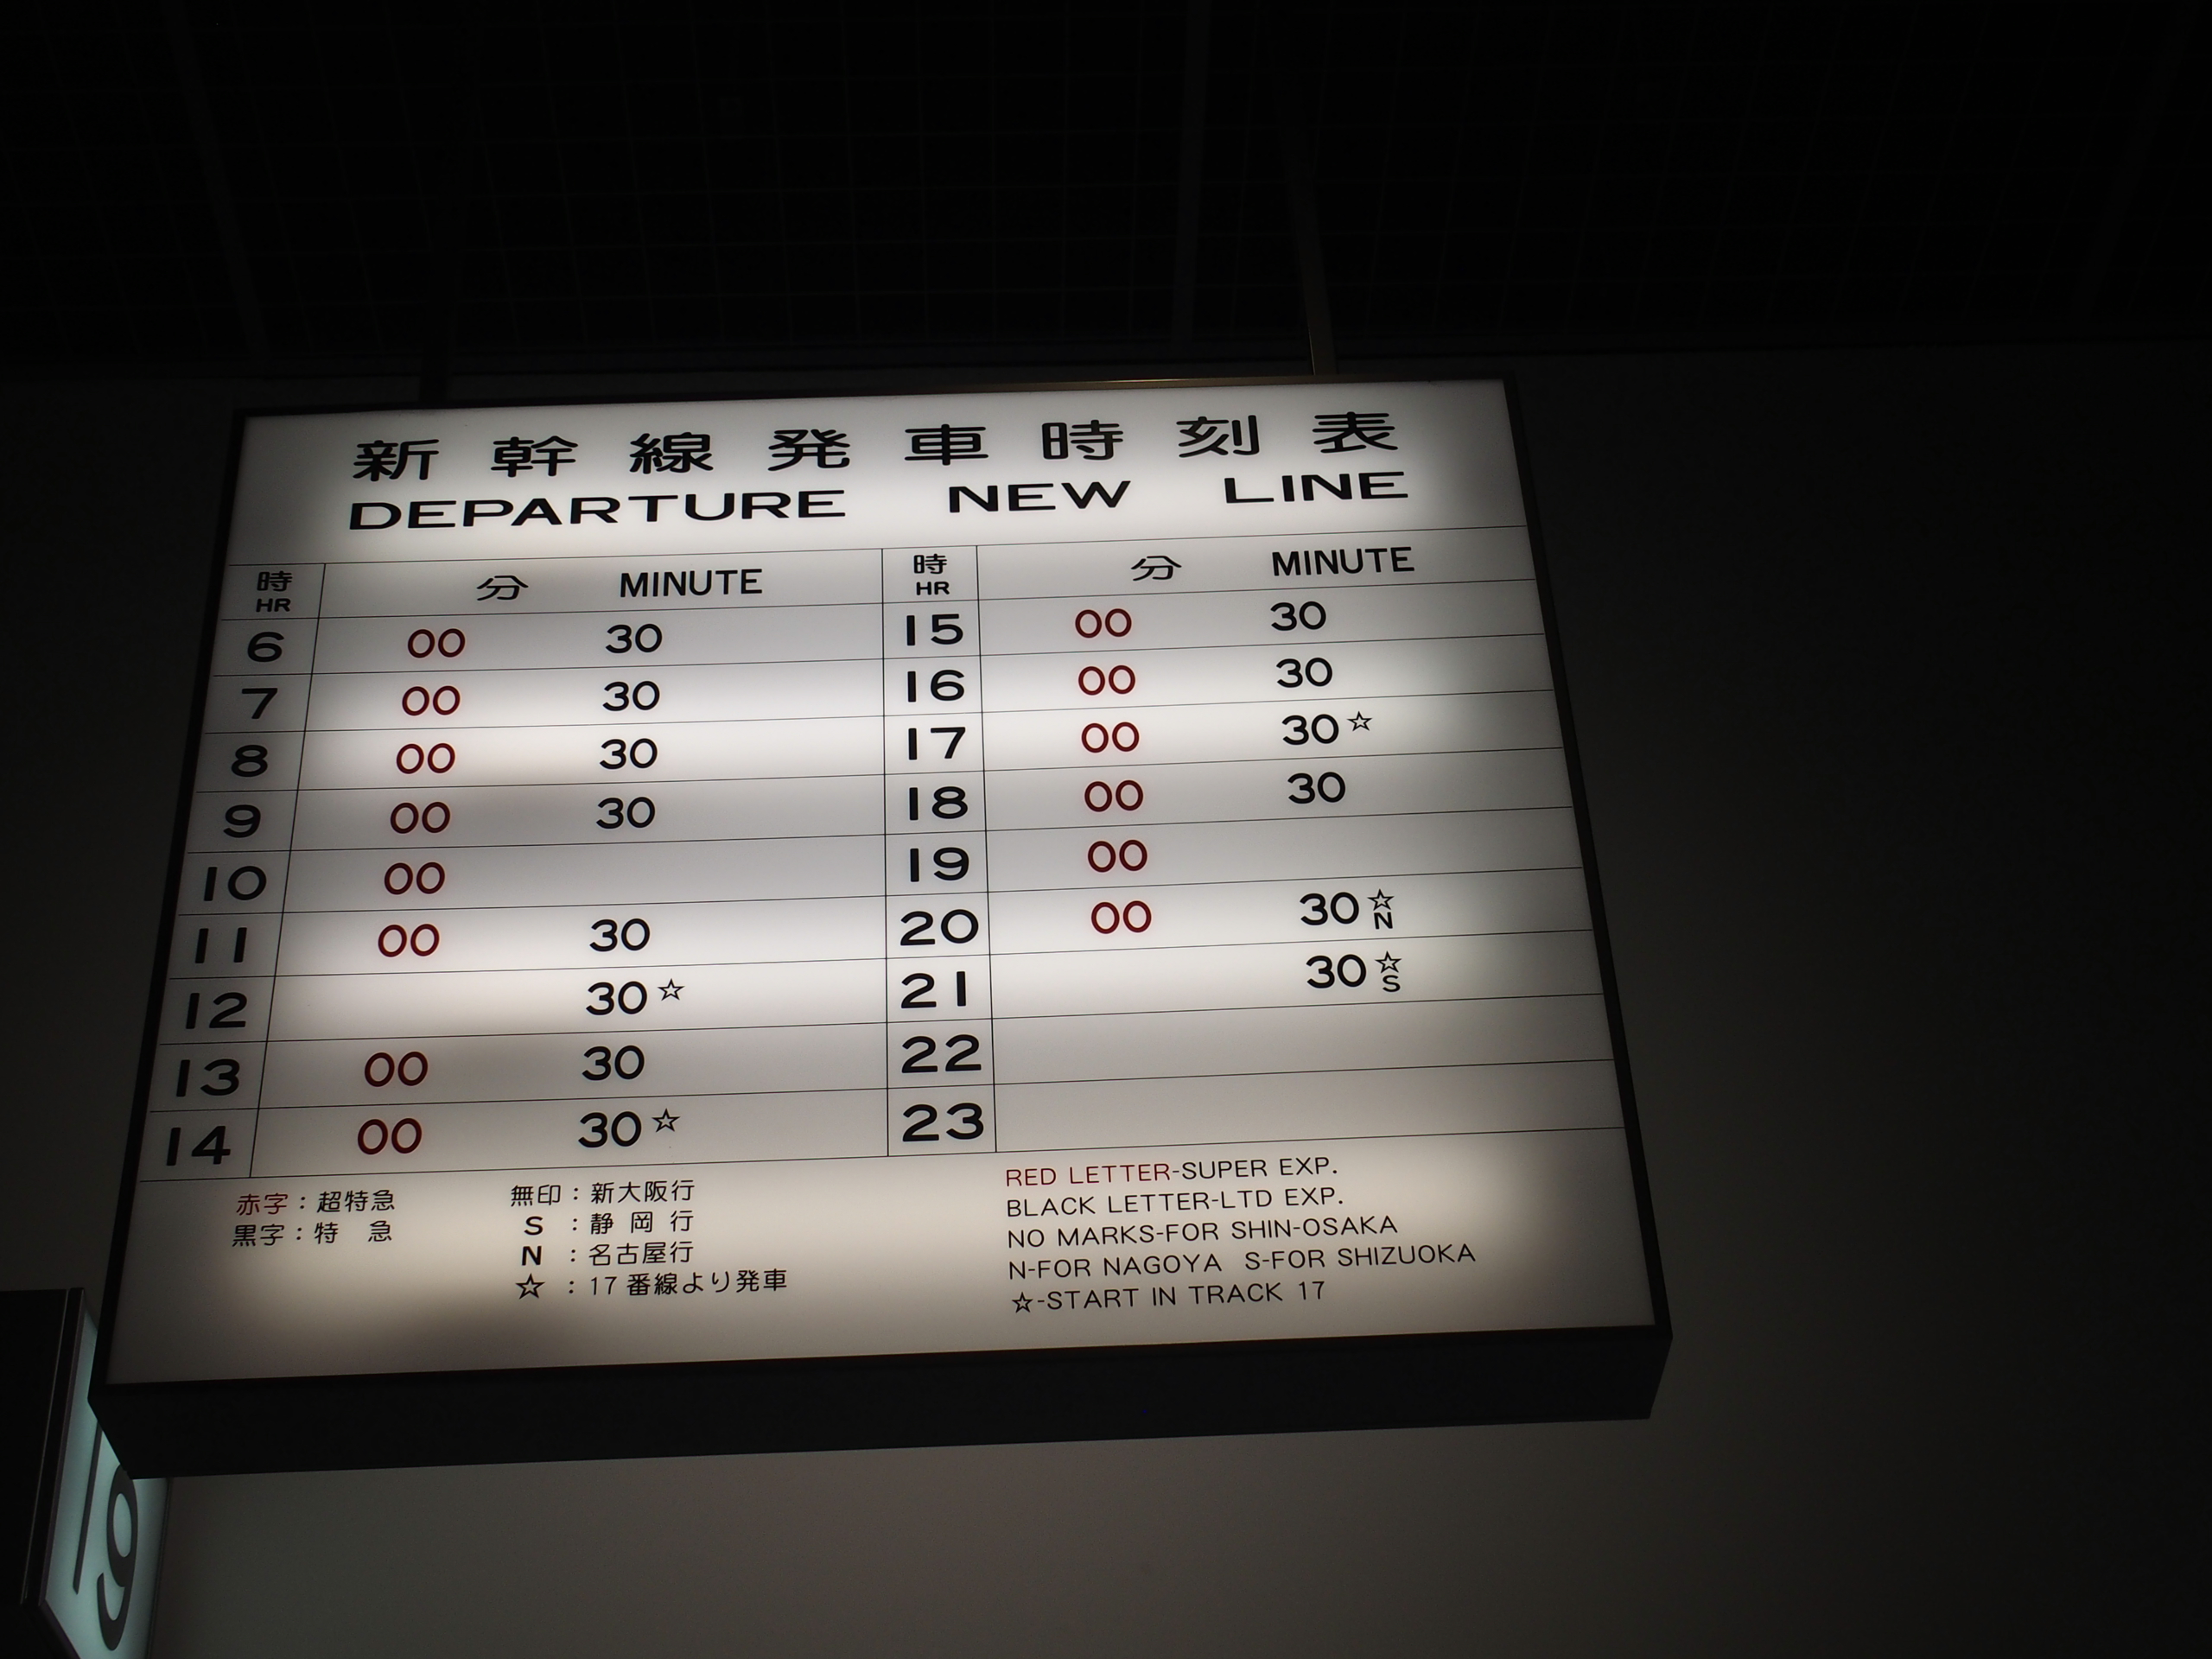 新幹線発車時刻表
DEPARTURE NEW LINE
時 分 MINUTE 時 分 MINUTE
HR HR
6 00 30 15 00 30
7 00 30 16 00 30
8 00 30 17 00 30☆
9 00 30 18 00 30
10 00 19 00
11 00 30 20 00 30☆N
12 30☆ 21 30☆S
13 00 30 22
14 00 30☆ 23
赤字：超特急
黒字：特 急
無印：新大阪行
S ：静 岡 行
N ：名古屋行
☆ ：17番線より発車
RED LETTER-SUPER EXP.
BLACK LETTER-LTD EXP.
NO MARKS-FOR SHIN-OSAKA
N-FOR NAGOYA S-FOR SHIZUOKA
☆-START IN TRACK 17
19